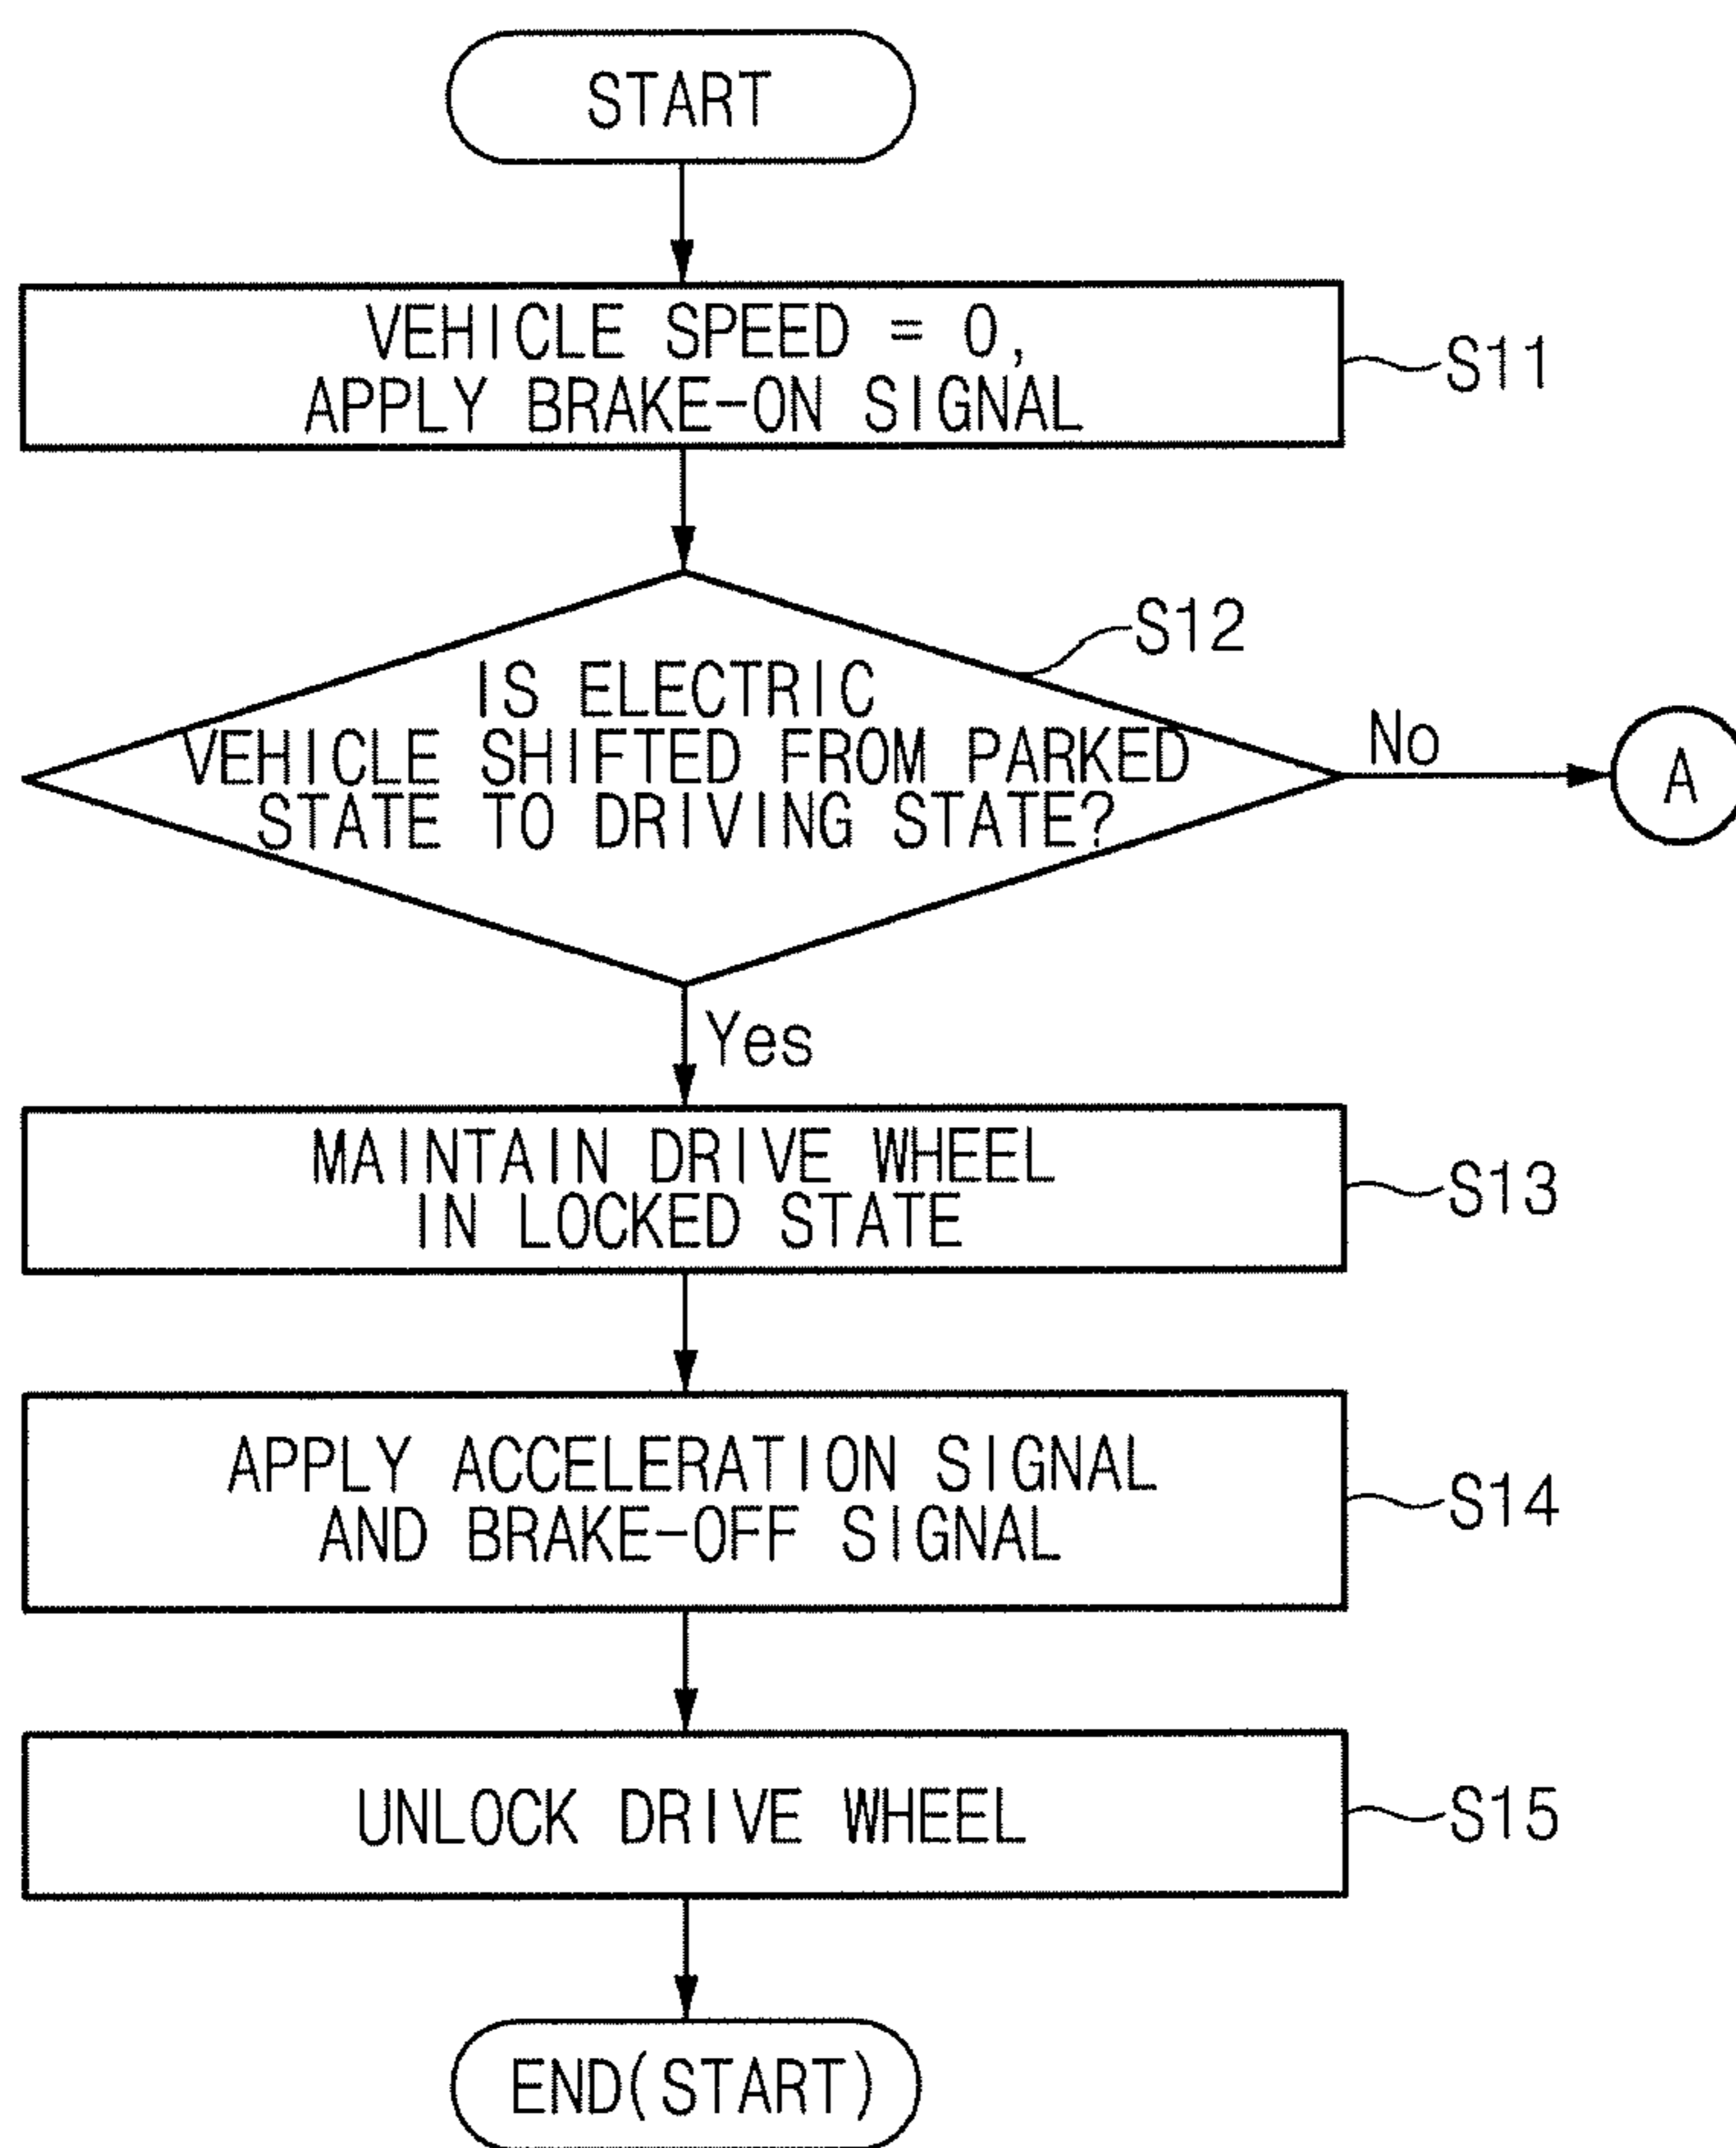 START
VEHICLE SPEED = 0,
APPLY BRAKE-ON SIGNAL
S11
S12
IS ELECTRIC
VEHICLE SHIFTED FROM PARKED
STATE TO DRIVING STATE?
No
A
Yes
MAINTAIN DRIVE WHEEL
IN LOCKED STATE
S13
APPLY ACCELERATION SIGNAL
AND BRAKE-OFF SIGNAL
S14
UNLOCK DRIVE WHEEL
S15
END(START)